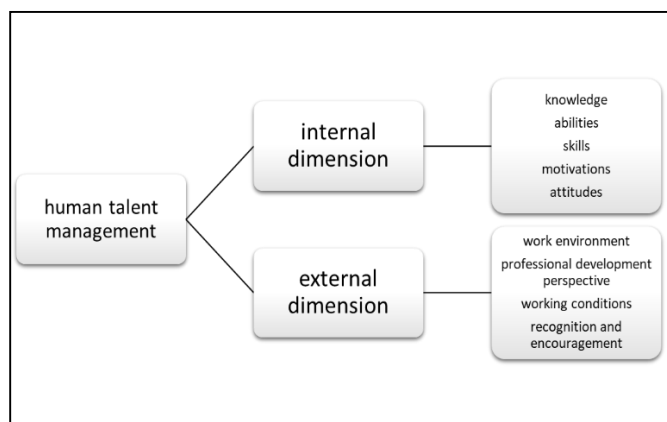 human talent
management
internal
dimension
knowledge
abilities
skills
motivations
attitudes
external
dimension
work environment
professional development
perspective
working conditions
recognition and
encouragement